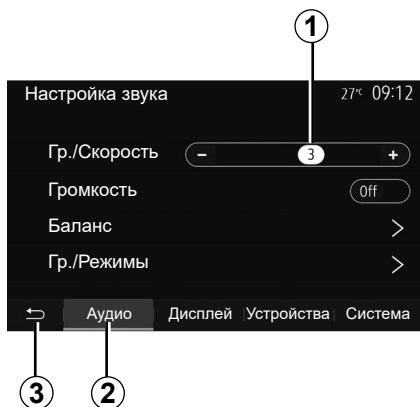 1
Настройка звука 27°C 09:12
Гр./Скорость − 3 +
Громкость Off
Баланс >
Гр./Режимы >
Аудио Дисплей Устройства Система
3 2